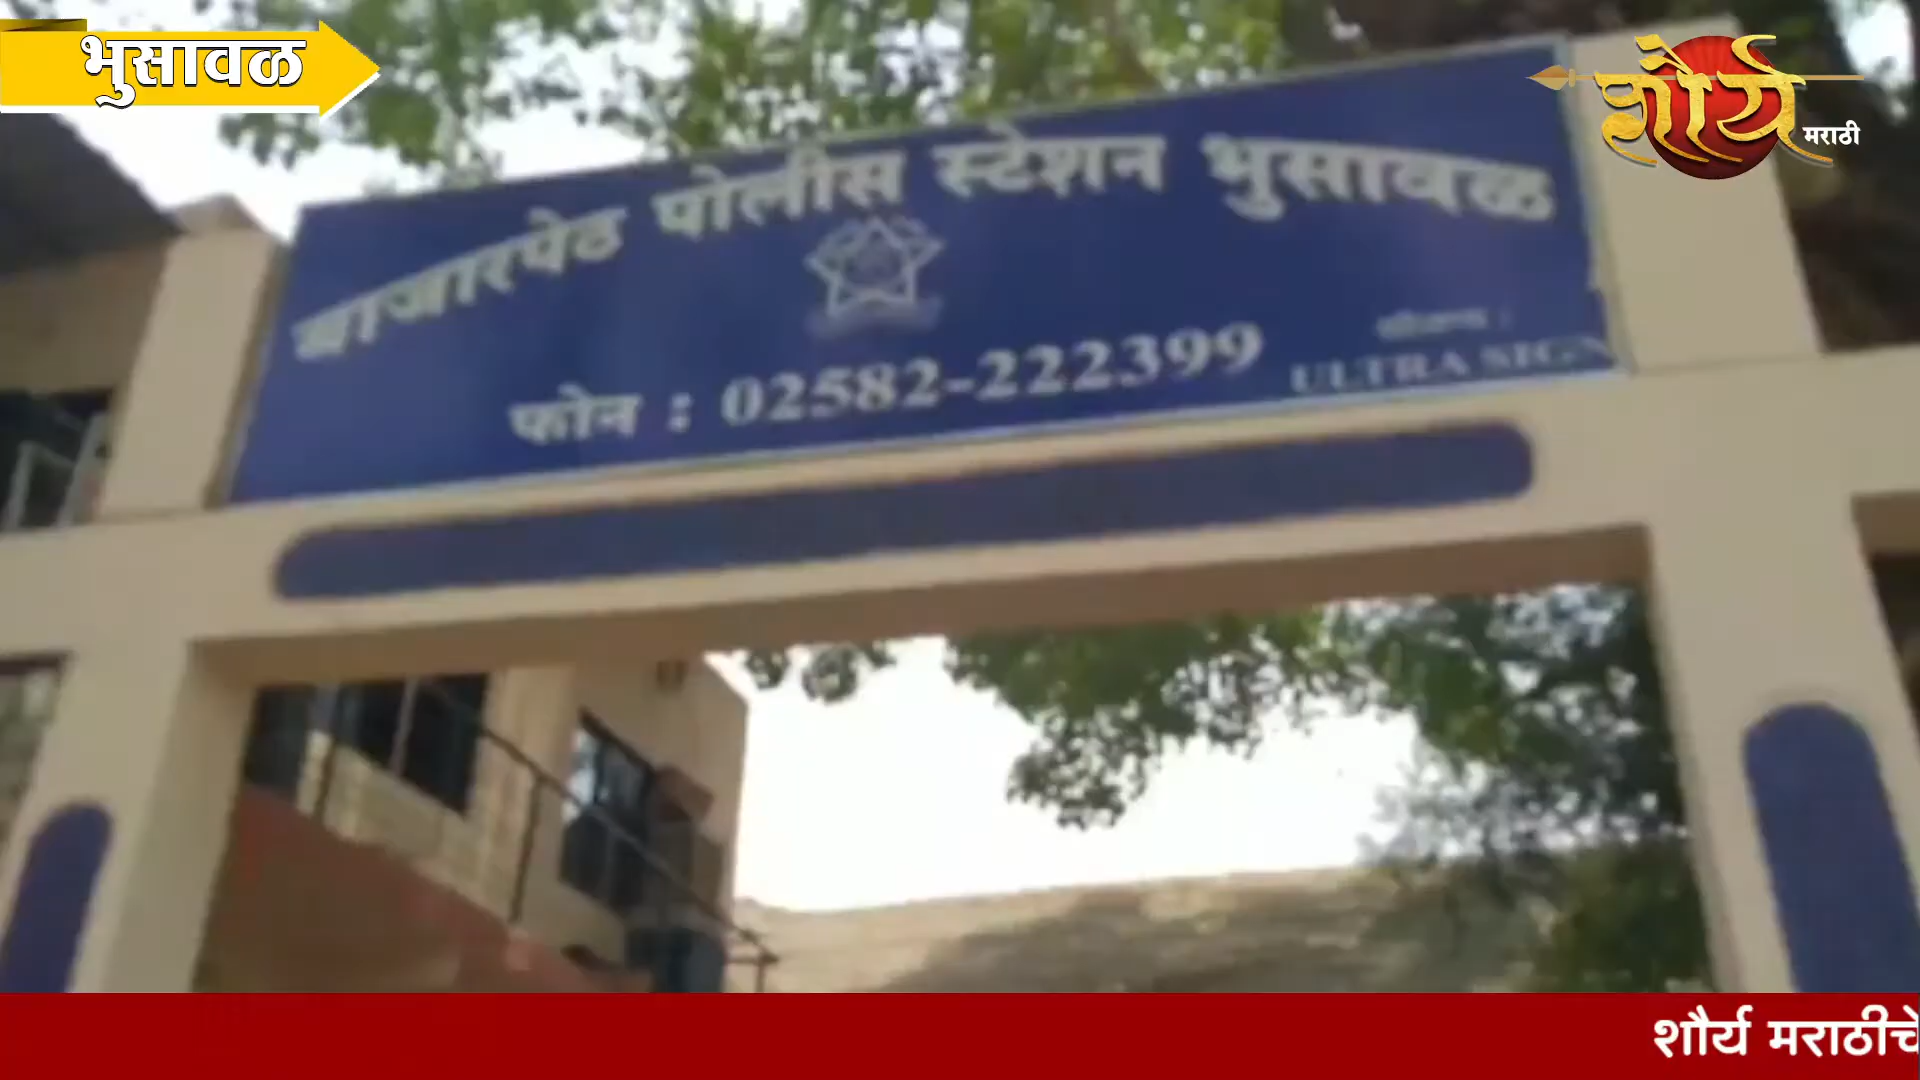 भुसावळ
शौर्य
मराठी
बाजारपेठ पोलीस स्टेशन भुसावळ
फोन : 02582-222399
ULTRA SIGN
शौर्य मराठीचे